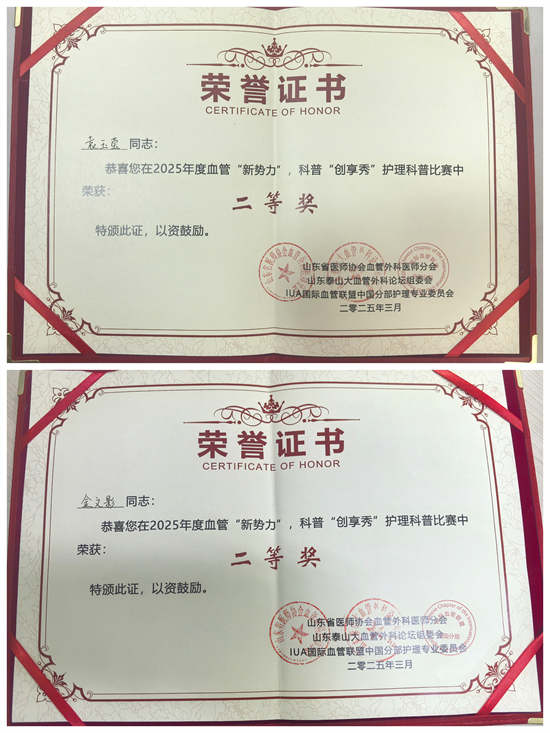 荣誉证书
CERTIFICATE OF HONOR
袁玉雯 同志：
恭喜您在2025年度血管“新势力”，科普“创享秀”护理科普比赛中
荣获：
二等奖
特颁此证，以资鼓励。
山东省医师协会血管外科医师分会
山东泰山大血管外科论坛组委会
IUA国际血管联盟中国分部护理专业委员会
二零二五年三月
荣誉证书
CERTIFICATE OF HONOR
金文影 同志：
恭喜您在2025年度血管“新势力”，科普“创享秀”护理科普比赛中
荣获：
二等奖
特颁此证，以资鼓励。
山东省医师协会血管外科医师分会
山东泰山大血管外科论坛组委会
IUA国际血管联盟中国分部护理专业委员会
二零二五年三月